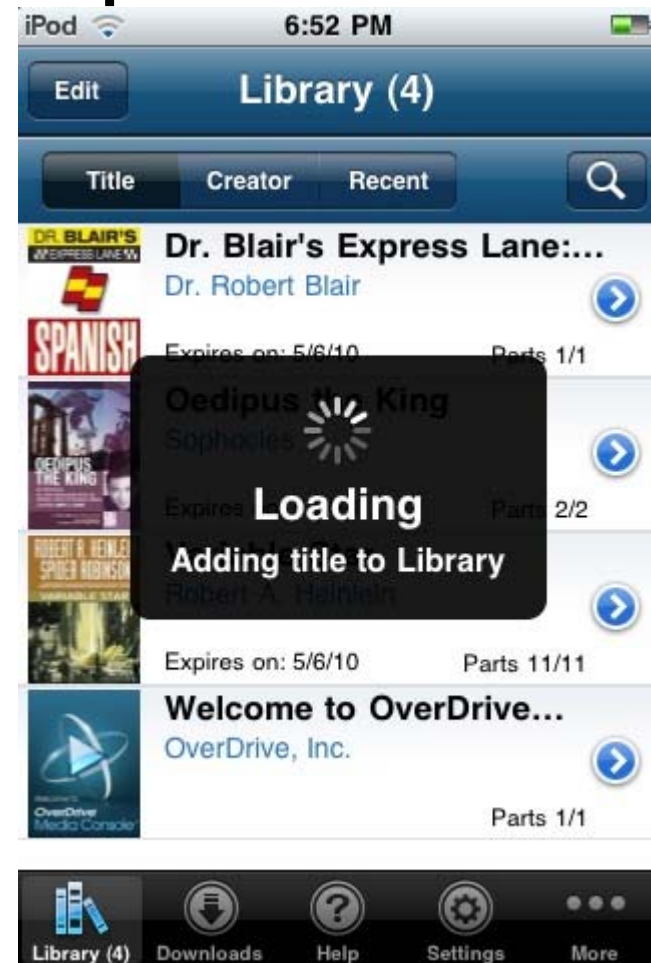 iPod 6:52 PM
Edit Library (4)
Title Creator Recent
DR. BLAIR'S
EXPRESS LANE
SPANISH
Dr. Blair's Express Lane:...
Dr. Robert Blair
Expires on: 5/6/10 Parts 1/1
OEDIPUS
THE KING
Oedipus the King
Sophocles
Expires Parts 2/2
Loading
Adding title to Library
ROBERT A. HEINLEIN
SPIDER ROBINSON
VARIABLE STAR
Variable Star
Robert A. Heinlein
Expires on: 5/6/10 Parts 11/11
Welcome to OverDrive...
OverDrive, Inc.
Parts 1/1
OverDrive
Media Console
Library (4) Downloads Help Settings More